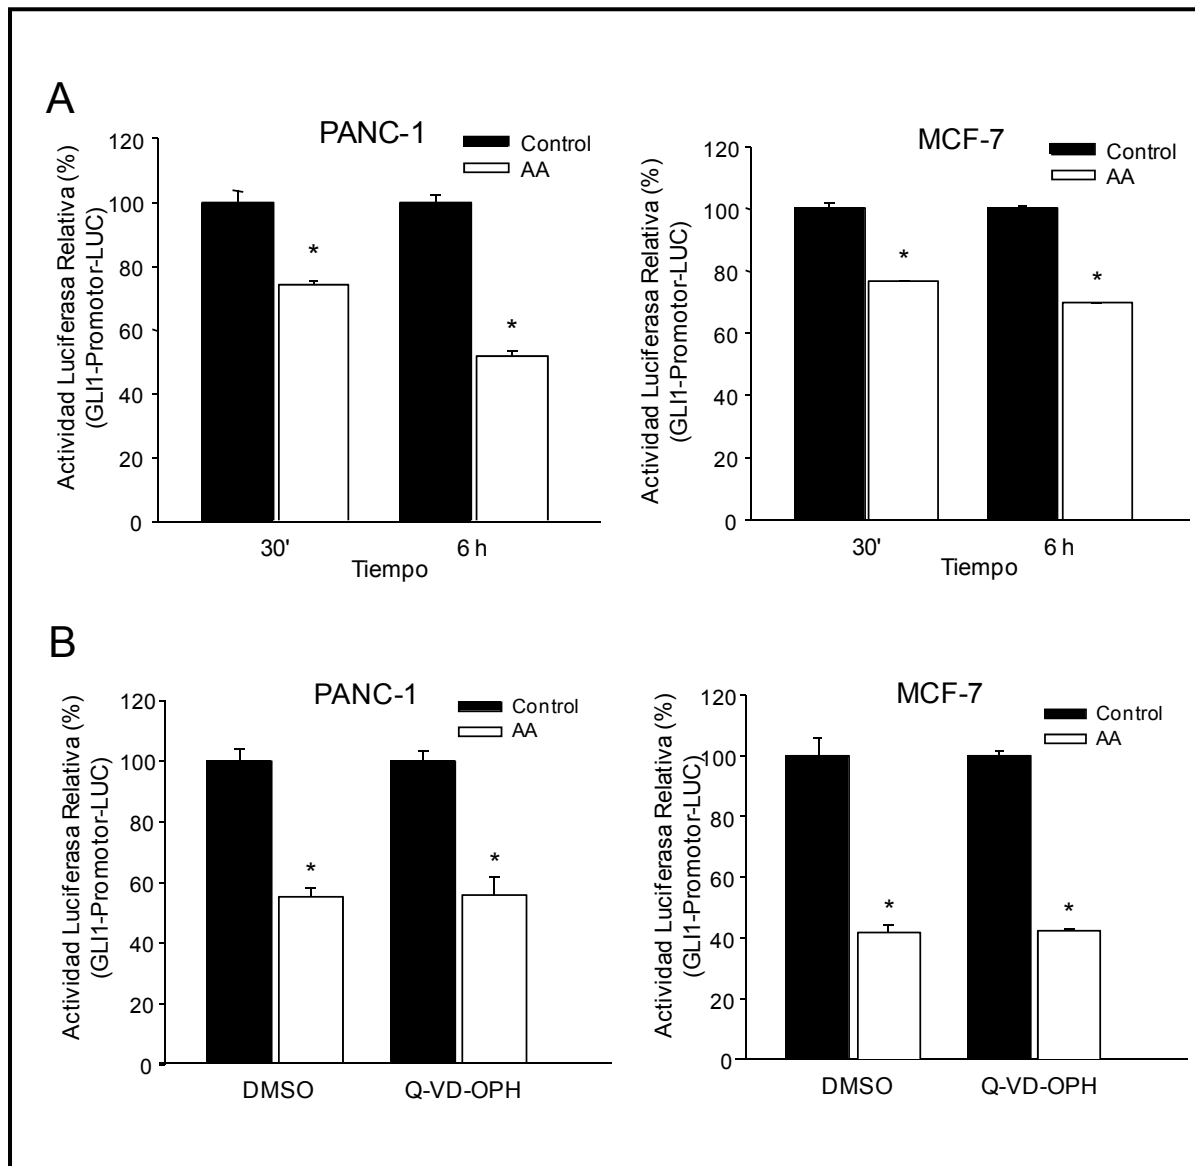 A
PANC-1
Control
AA
Actividad Luciferasa Relativa (%)
(GLI1-Promotor-LUC)
120
100
80
60
40
20
0
*
*
30'
6 h
Tiempo
MCF-7
Control
AA
Actividad Luciferasa Relativa (%)
(GLI1-Promotor-LUC)
120
100
80
60
40
20
0
*
*
30'
6 h
Tiempo
B
PANC-1
Control
AA
Actividad Luciferasa Relativa (%)
(GLI1-Promotor-LUC)
120
100
80
60
40
20
0
*
*
DMSO
Q-VD-OPH
MCF-7
Control
AA
Actividad Luciferasa Relativa (%)
(GLI1-Promotor-LUC)
120
100
80
60
40
20
0
*
*
DMSO
Q-VD-OPH